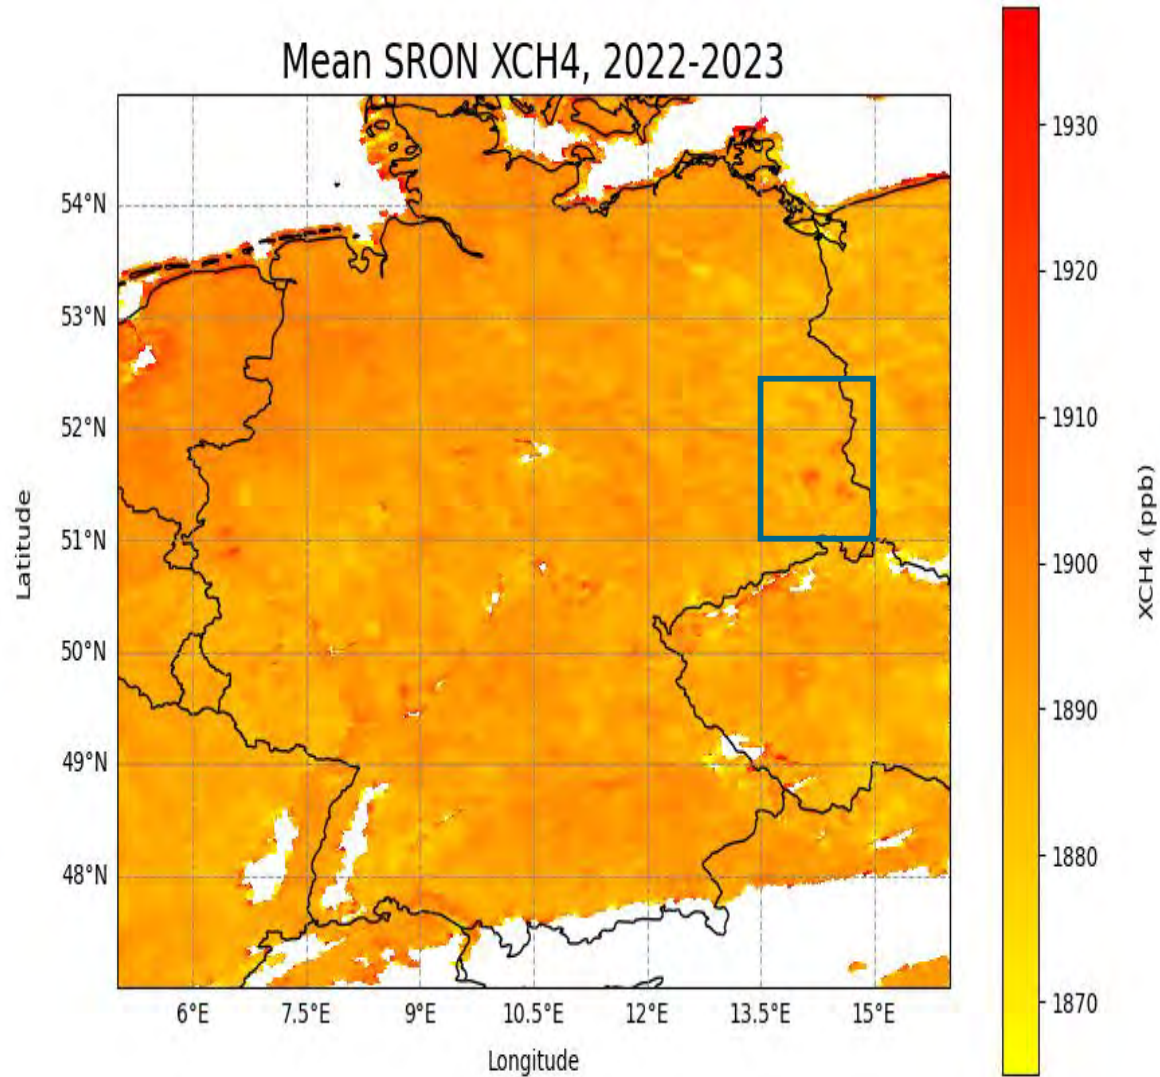 Mean SRON XCH4, 2022-2023
54°N
53°N
52°N
51°N
50°N
49°N
48°N
Latitude
6°E
7.5°E
9°E
10.5°E
12°E
13.5°E
15°E
Longitude
1930
1920
1910
1900
1890
1880
1870
XCH4 (ppb)